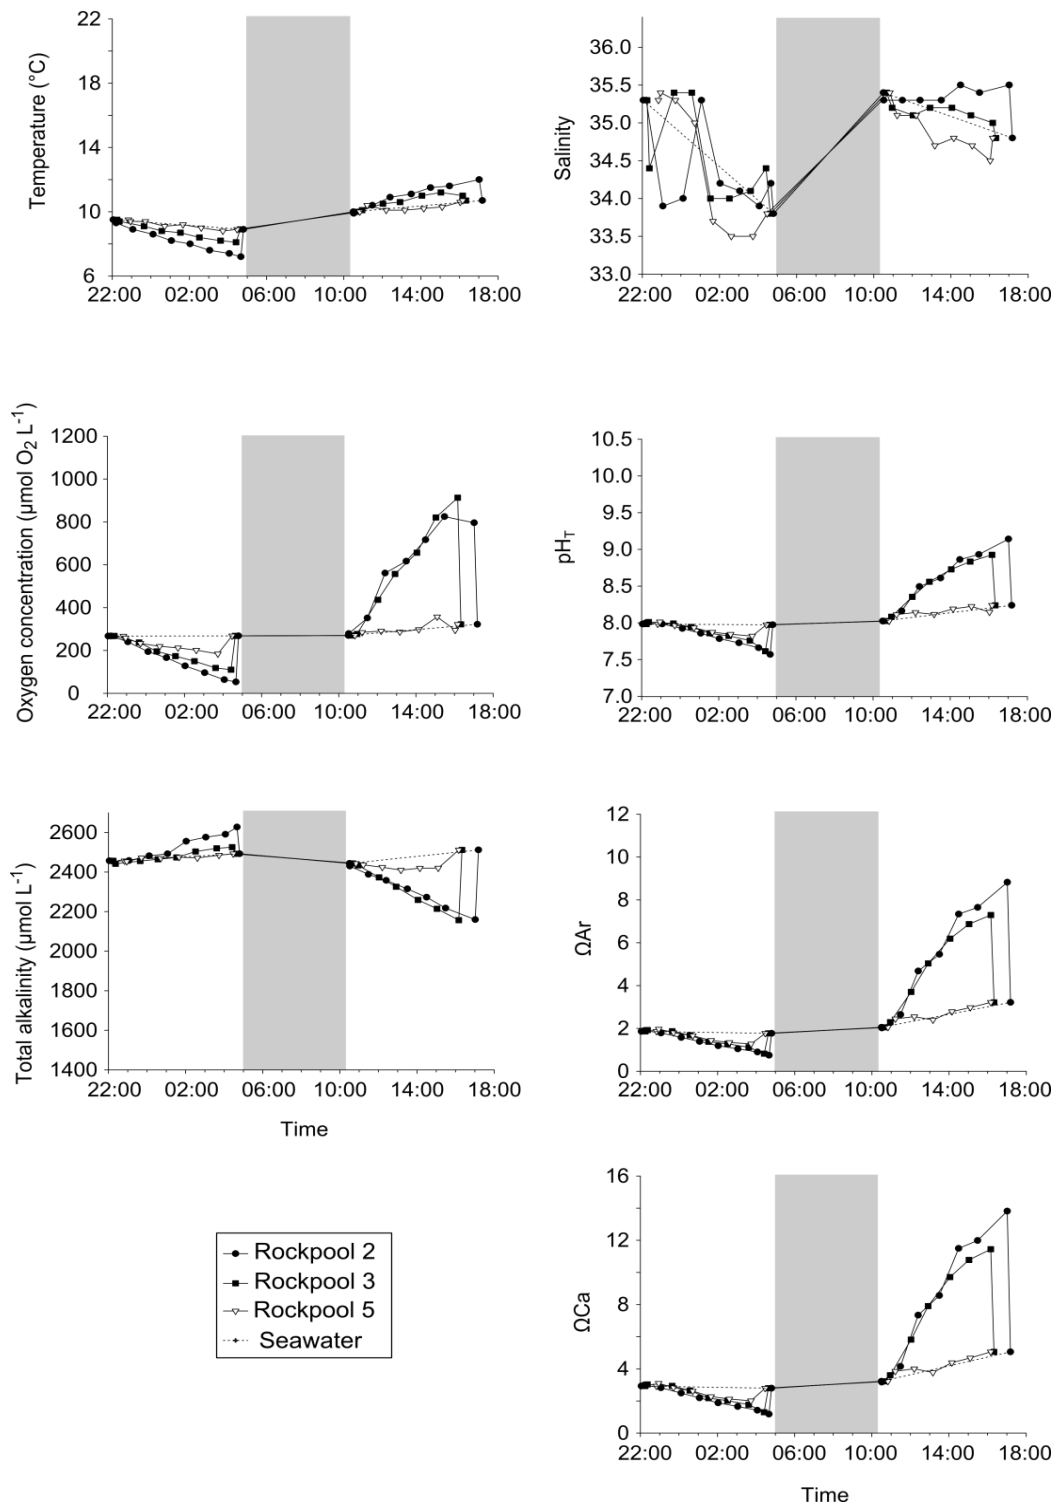 Temperature (°C)
22
18
14
10
6
22:00 02:00 06:00 10:00 14:00 18:00
Salinity
36.0
35.5
35.0
34.5
34.0
33.5
33.0
22:00 02:00 06:00 10:00 14:00 18:00
Oxygen concentration (µmol O2 L-1)
1200
1000
800
600
400
200
0
22:00 02:00 06:00 10:00 14:00 18:00
pHT
10.5
10.0
9.5
9.0
8.5
8.0
7.5
7.0
22:00 02:00 06:00 10:00 14:00 18:00
Total alkalinity (µmol L-1)
2600
2400
2200
2000
1800
1600
1400
22:00 02:00 06:00 10:00 14:00 18:00
Time
ΩAr
12
10
8
6
4
2
0
22:00 02:00 06:00 10:00 14:00 18:00
Rockpool 2
Rockpool 3
Rockpool 5
Seawater
ΩCa
16
12
8
4
0
22:00 02:00 06:00 10:00 14:00 18:00
Time